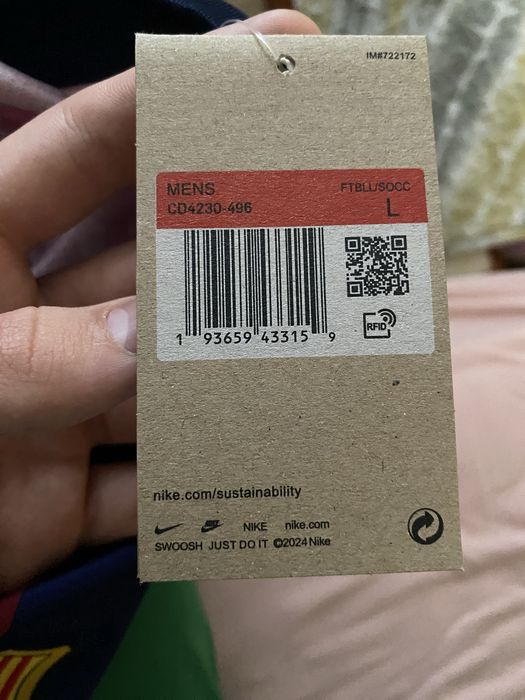 IM#722172
MENS FTBLL/SOCC
CD4230-496 L
RFID
1 93659 43315 9
nike.com/sustainability
NIKE nike.com
SWOOSH JUST DO IT ©2024 Nike